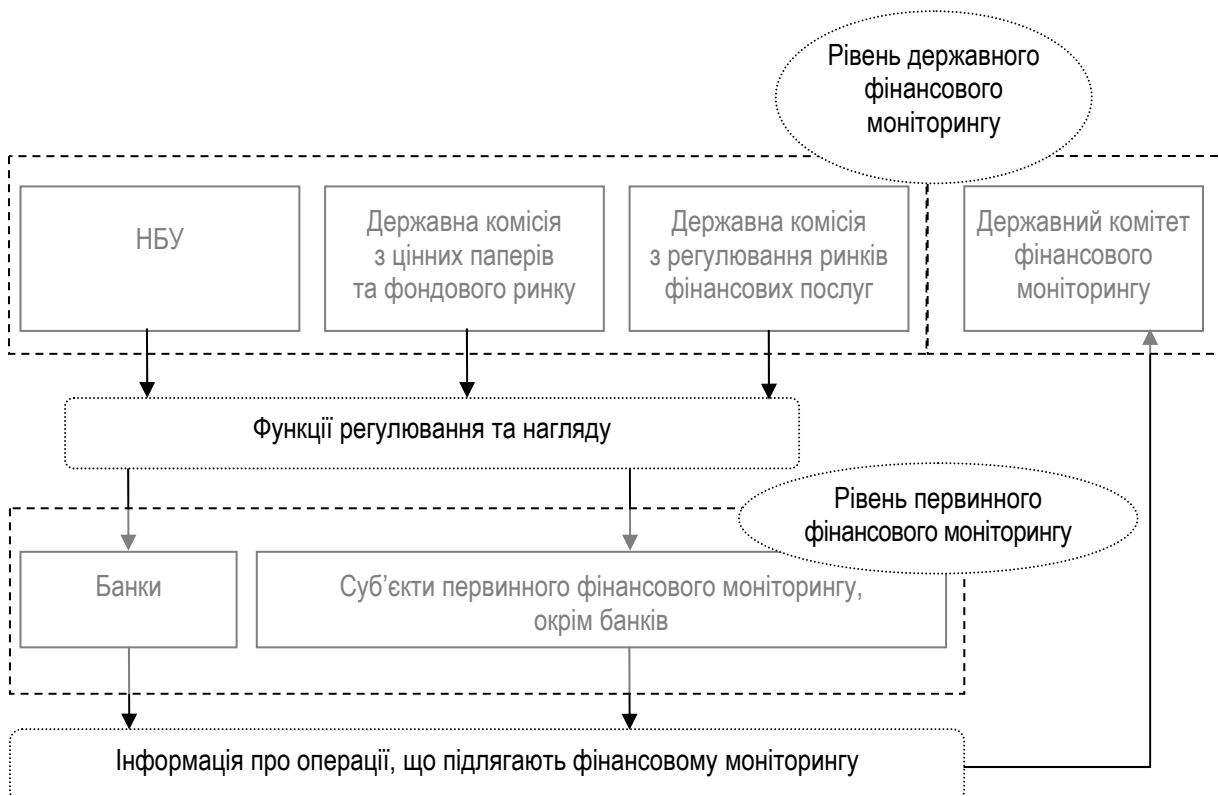 Рівень державного
фінансового
моніторингу
НБУ
Державна комісія
з цінних паперів
та фондового ринку
Державна комісія
з регулювання ринків
фінансових послуг
Державний комітет
фінансового
моніторингу
Функції регулювання та нагляду
Рівень первинного
фінансового моніторингу
Банки
Суб’єкти первинного фінансового моніторингу,
окрім банків
Інформація про операції, що підлягають фінансовому моніторингу